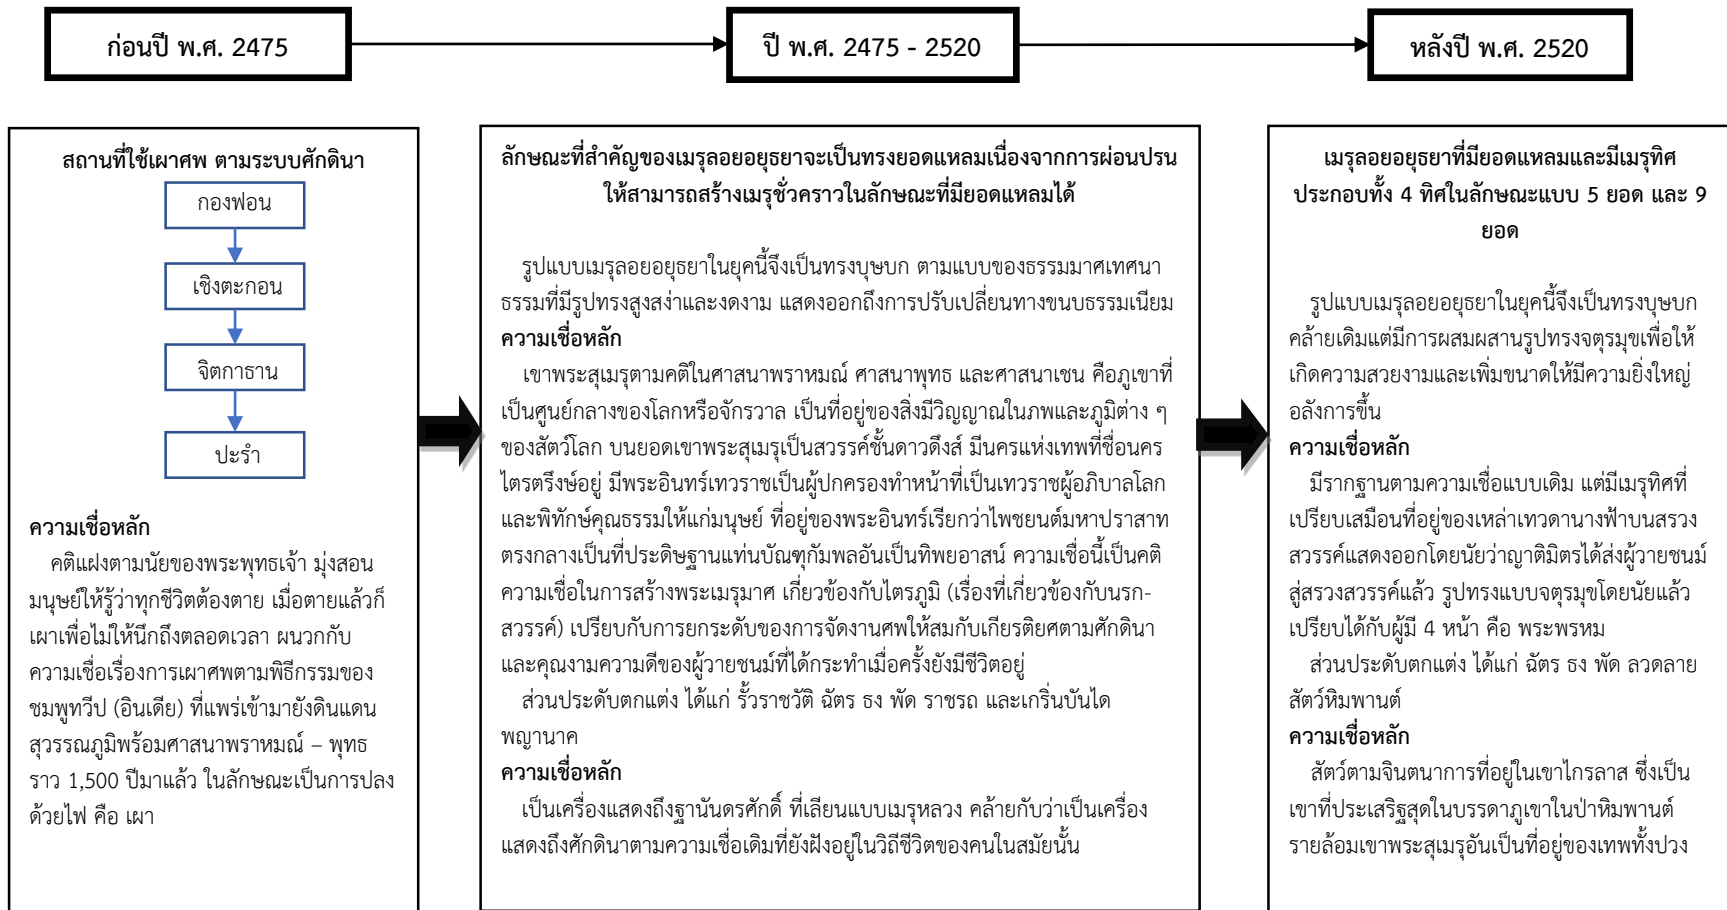 ก่อนปี พ.ศ. 2475
ปี พ.ศ. 2475 - 2520
หลังปี พ.ศ. 2520
สถานที่ใช้เผาศพ ตามระบบศักดินา
กองฟอน
เชิงตะกอน
จิตกาธาน
ปะรำ
ความเชื่อหลัก
คติแฝงตามนัยของพระพุทธเจ้า มุ่งสอน
มนุษย์ให้รู้ว่าทุกชีวิตต้องตาย เมื่อตายแล้วก็
เผาเพื่อไม่ให้นึกถึงตลอดเวลา ผนวกกับ
ความเชื่อเรื่องการเผาศพตามพิธีกรรมของ
ชมพูทวีป (อินเดีย) ที่แพร่เข้ามายังดินแดน
สุวรรณภูมิพร้อมศาสนาพราหมณ์ – พุทธ
ราว 1,500 ปีมาแล้ว ในลักษณะเป็นการปลง
ด้วยไฟ คือ เผา
ลักษณะที่สำคัญของเมรุลอยอยุธยาจะเป็นทรงยอดแหลมเนื่องจากการผ่อนปรน
ให้สามารถสร้างเมรุชั่วคราวในลักษณะที่มียอดแหลมได้
รูปแบบเมรุลอยอยุธยาในยุคนี้จึงเป็นทรงบุษบก ตามแบบของธรรมมาศเทศนา
ธรรมที่มีรูปทรงสูงสง่าและงดงาม แสดงออกถึงการปรับเปลี่ยนทางขนบธรรมเนียม
ความเชื่อหลัก
เขาพระสุเมรุตามคติในศาสนาพราหมณ์ ศาสนาพุทธ และศาสนาเชน คือภูเขาที่
เป็นศูนย์กลางของโลกหรือจักรวาล เป็นที่อยู่ของสิ่งมีวิญญาณในภพและภูมิต่าง ๆ
ของสัตว์โลก บนยอดเขาพระสุเมรุเป็นสวรรค์ชั้นดาวดึงส์ มีนครแห่งเทพที่ชื่อนคร
ไตรตรึงษ์อยู่ มีพระอินทร์เทวราชเป็นผู้ปกครองทำหน้าที่เป็นเทวราชผู้อภิบาลโลก
และพิทักษ์คุณธรรมให้แก่มนุษย์ ที่อยู่ของพระอินทร์เรียกว่าไพชยนต์มหาปราสาท
ตรงกลางเป็นที่ประดิษฐานแท่นบัณฑุกัมพลอันเป็นทิพยอาสน์ ความเชื่อนี้เป็นคติ
ความเชื่อในการสร้างพระเมรุมาศ เกี่ยวข้องกับไตรภูมิ (เรื่องที่เกี่ยวข้องกับนรก-
สวรรค์) เปรียบกับการยกระดับของการจัดงานศพให้สมกับเกียรติยศตามศักดินา
และคุณงามความดีของผู้วายชนม์ที่ได้กระทำเมื่อครั้งยังมีชีวิตอยู่
ส่วนประดับตกแต่ง ได้แก่ รั้วราชวัติ ฉัตร ธง พัด ราชรถ และเกริ่นบันได
พญานาค
ความเชื่อหลัก
เป็นเครื่องแสดงถึงฐานันดรศักดิ์ ที่เลียนแบบเมรุหลวง คล้ายกับว่าเป็นเครื่อง
แสดงถึงศักดินาตามความเชื่อเดิมที่ยังฝังอยู่ในวิถีชีวิตของคนในสมัยนั้น
เมรุลอยอยุธยาที่มียอดแหลมและมีเมรุทิศ
ประกอบทั้ง 4 ทิศในลักษณะแบบ 5 ยอด และ 9
ยอด
รูปแบบเมรุลอยอยุธยาในยุคนี้จึงเป็นทรงบุษบก
คล้ายเดิมแต่มีการผสมผสานรูปทรงจตุรมุขเพื่อให้
เกิดความสวยงามและเพิ่มขนาดให้มีความยิ่งใหญ่
อลังการขึ้น
ความเชื่อหลัก
มีรากฐานตามความเชื่อแบบเดิม แต่มีเมรุทิศที่
เปรียบเสมือนที่อยู่ของเหล่าเทวดานางฟ้าบนสรวง
สวรรค์แสดงออกโดยนัยว่าญาติมิตรได้ส่งผู้วายชนม์
สู่สรวงสวรรค์แล้ว รูปทรงแบบจตุรมุขโดยนัยแล้ว
เปรียบได้กับผู้มี 4 หน้า คือ พระพรหม
ส่วนประดับตกแต่ง ได้แก่ ฉัตร ธง พัด ลวดลาย
สัตว์หิมพานต์
ความเชื่อหลัก
สัตว์ตามจินตนาการที่อยู่ในเขาไกรลาส ซึ่งเป็น
เขาที่ประเสริฐสุดในบรรดาภูเขาในป่าหิมพานต์
รายล้อมเขาพระสุเมรุอันเป็นที่อยู่ของเทพทั้งปวง